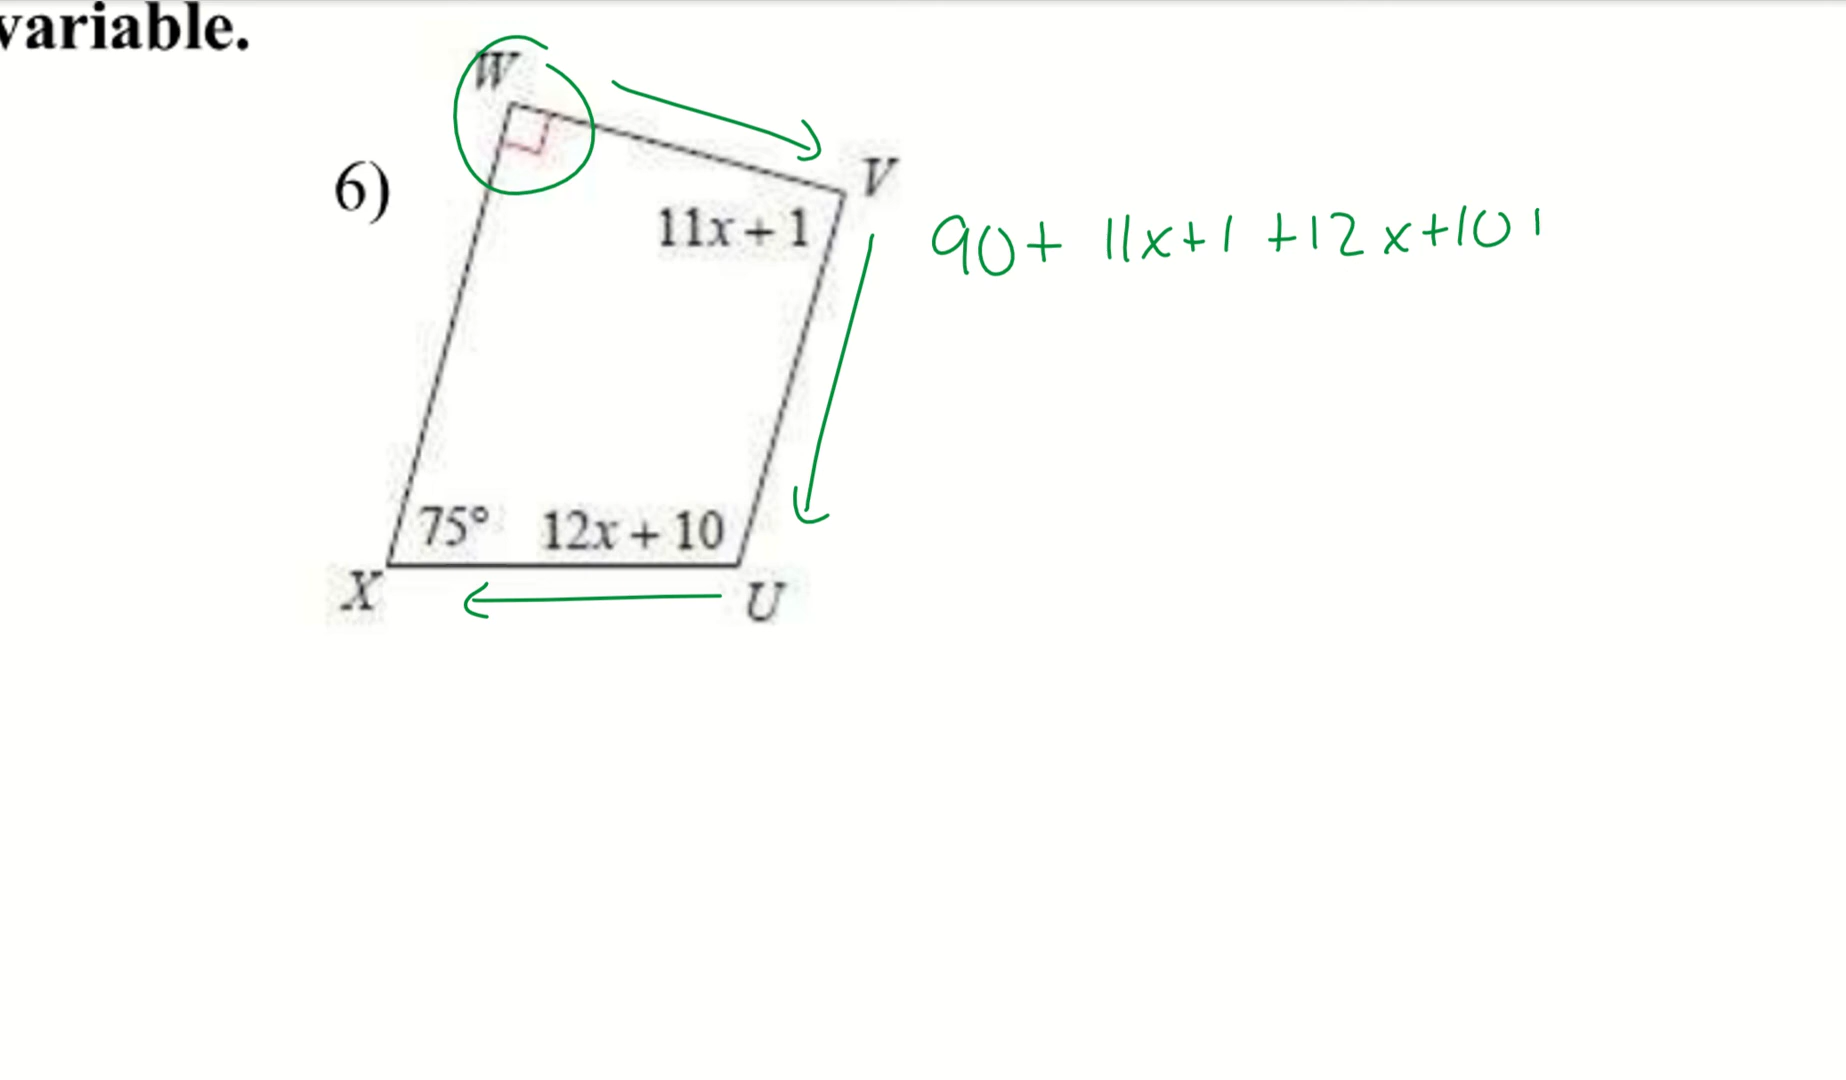 variable.
W
6)
V
11x + 1
90 + 11x + 1 + 12x + 10
75° 12x + 10
X
U